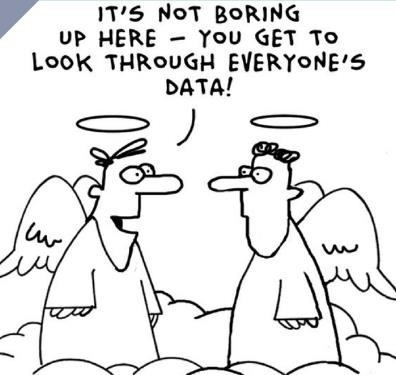 IT'S NOT BORING
UP HERE – YOU GET TO
LOOK THROUGH EVERYONE'S
DATA!